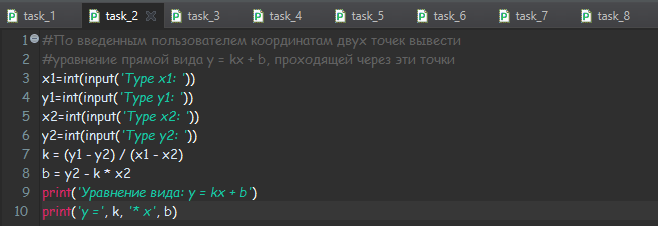 task_1 task_2 task_3 task_4 task_5 task_6 task_7 task_8
1 #По введенным пользователем координатам двух точек вывести
2 #уравнение прямой вида y = kx + b, проходящей через эти точки
3 x1=int(input('Type x1: '))
4 y1=int(input('Type y1: '))
5 x2=int(input('Type x2: '))
6 y2=int(input('Type y2: '))
7 k = (y1 - y2) / (x1 - x2)
8 b = y2 - k * x2
9 print('Уравнение вида: y = kx + b')
10 print('y =', k, '* x', b)